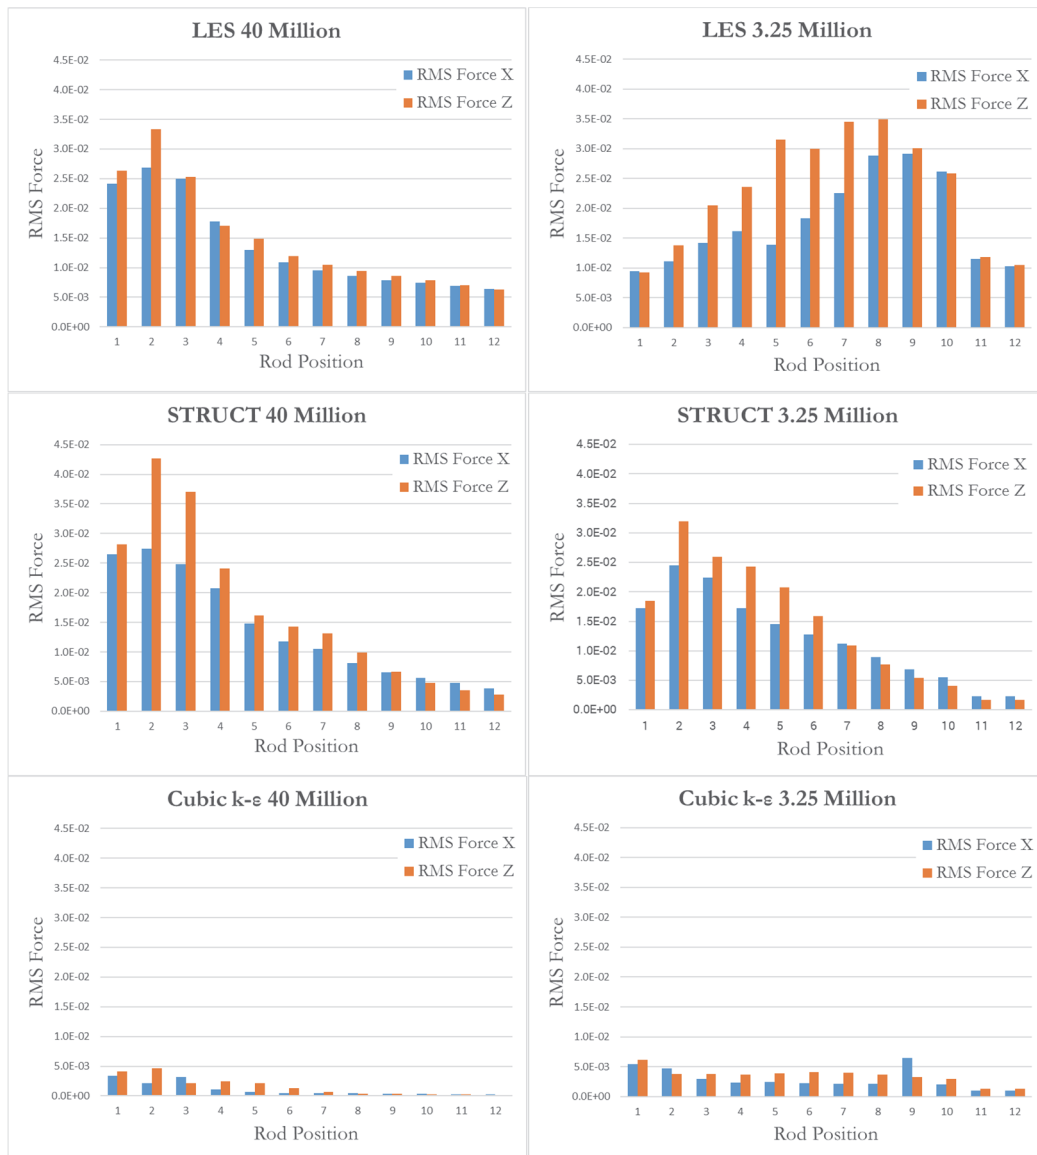 LES 40 Million
4.5E-02
4.0E-02
3.5E-02
3.0E-02
2.5E-02
2.0E-02
1.5E-02
1.0E-02
5.0E-03
0.0E+00
RMS Force
RMS Force X
RMS Force Z
1 2 3 4 5 6 7 8 9 10 11 12
Rod Position
LES 3.25 Million
4.5E-02
4.0E-02
3.5E-02
3.0E-02
2.5E-02
2.0E-02
1.5E-02
1.0E-02
5.0E-03
0.0E+00
RMS Force
RMS Force X
RMS Force Z
1 2 3 4 5 6 7 8 9 10 11 12
Rod Position
STRUCT 40 Million
4.5E-02
4.0E-02
3.5E-02
3.0E-02
2.5E-02
2.0E-02
1.5E-02
1.0E-02
5.0E-03
0.0E+00
RMS Force
RMS Force X
RMS Force Z
1 2 3 4 5 6 7 8 9 10 11 12
Rod Position
STRUCT 3.25 Million
4.5E-02
4.0E-02
3.5E-02
3.0E-02
2.5E-02
2.0E-02
1.5E-02
1.0E-02
5.0E-03
0.0E+00
RMS Force
RMS Force X
RMS Force Z
1 2 3 4 5 6 7 8 9 10 11 12
Rod Position
Cubic k-ε 40 Million
4.5E-02
4.0E-02
3.5E-02
3.0E-02
2.5E-02
2.0E-02
1.5E-02
1.0E-02
5.0E-03
0.0E+00
RMS Force
RMS Force X
RMS Force Z
1 2 3 4 5 6 7 8 9 10 11 12
Rod Position
Cubic k-ε 3.25 Million
4.5E-02
4.0E-02
3.5E-02
3.0E-02
2.5E-02
2.0E-02
1.5E-02
1.0E-02
5.0E-03
0.0E+00
RMS Force
RMS Force X
RMS Force Z
1 2 3 4 5 6 7 8 9 10 11 12
Rod Position